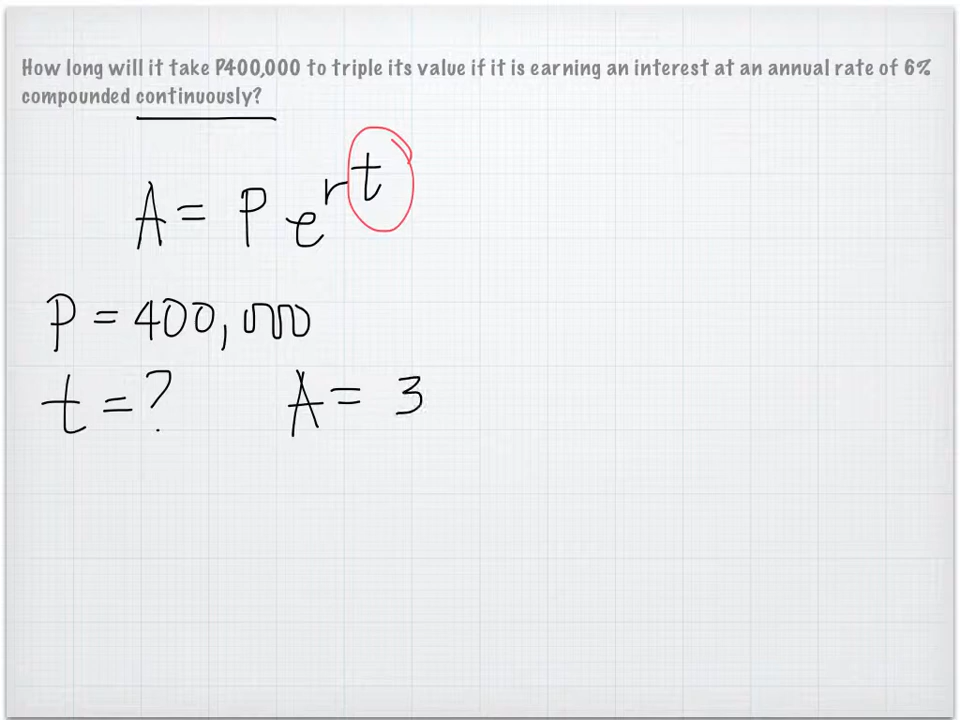 How long will it take P400,000 to triple its value if it is earning an interest at an annual rate of 6%
compounded continuously?
A = P e^rt
P = 400,000
t = ? A = 3